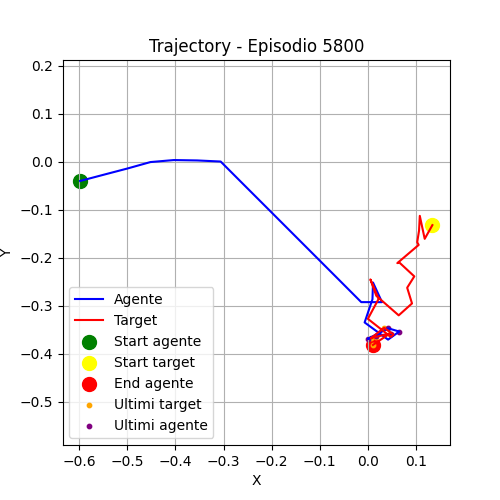 Trajectory - Episodio 5800
0.2
0.1
0.0
−0.1
−0.2
−0.3
−0.4
−0.5
Y
Agente
Target
Start agente
Start target
End agente
Ultimi target
Ultimi agente
−0.6 −0.5 −0.4 −0.3 −0.2 −0.1 0.0 0.1
X